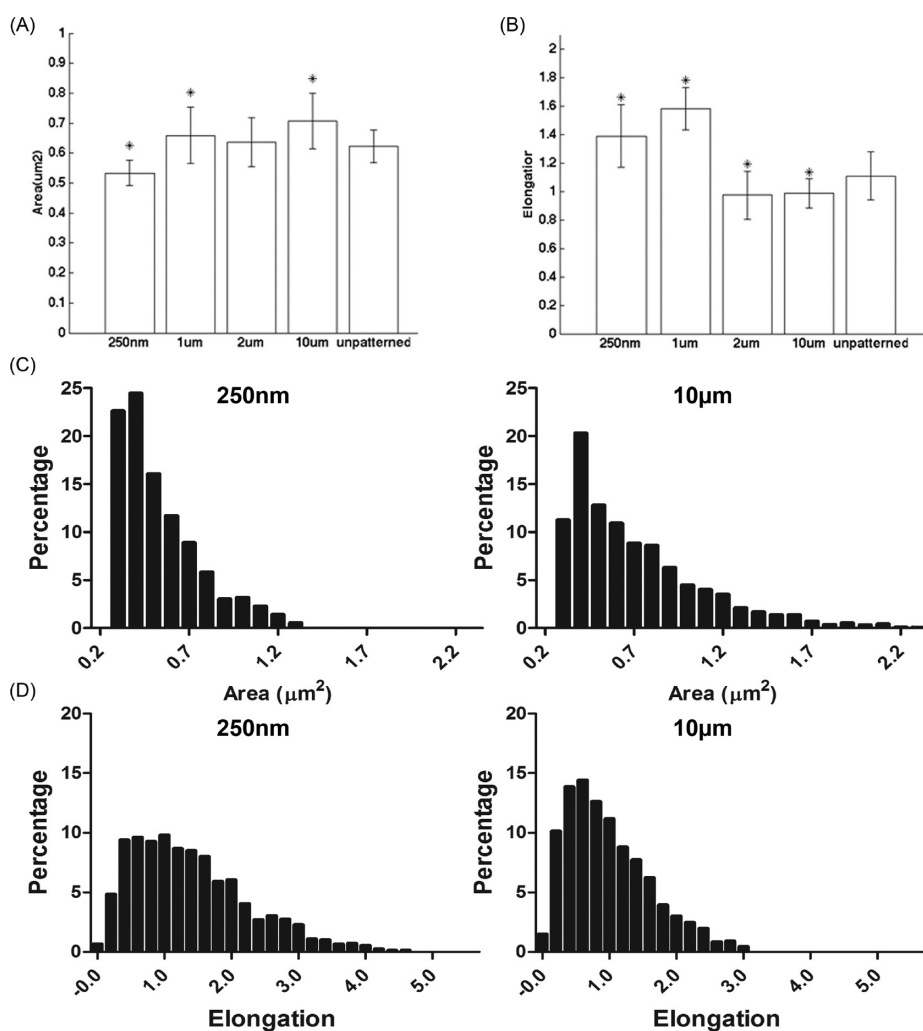 (A)
1
0.9
0.8
0.7
0.6
0.5
0.4
0.3
0.2
0.1
0
Area(um2)
* * *
250nm 1um 2um 10um unpatterned
(B)
2
1.8
1.6
1.4
1.2
1
0.8
0.6
0.4
0.2
0
Elongatior
* * * *
250nm 1um 2um 10um unpatterned
(C)
250nm
25
20
15
10
5
0
Percentage
0.2 0.7 1.2 1.7 2.2
Area (μm²)
10μm
25
20
15
10
5
0
Percentage
0.2 0.7 1.2 1.7 2.2
Area (μm²)
(D)
250nm
20
15
10
5
0
Percentage
-0.0 1.0 2.0 3.0 4.0 5.0
Elongation
10μm
20
15
10
5
0
Percentage
-0.0 1.0 2.0 3.0 4.0 5.0
Elongation